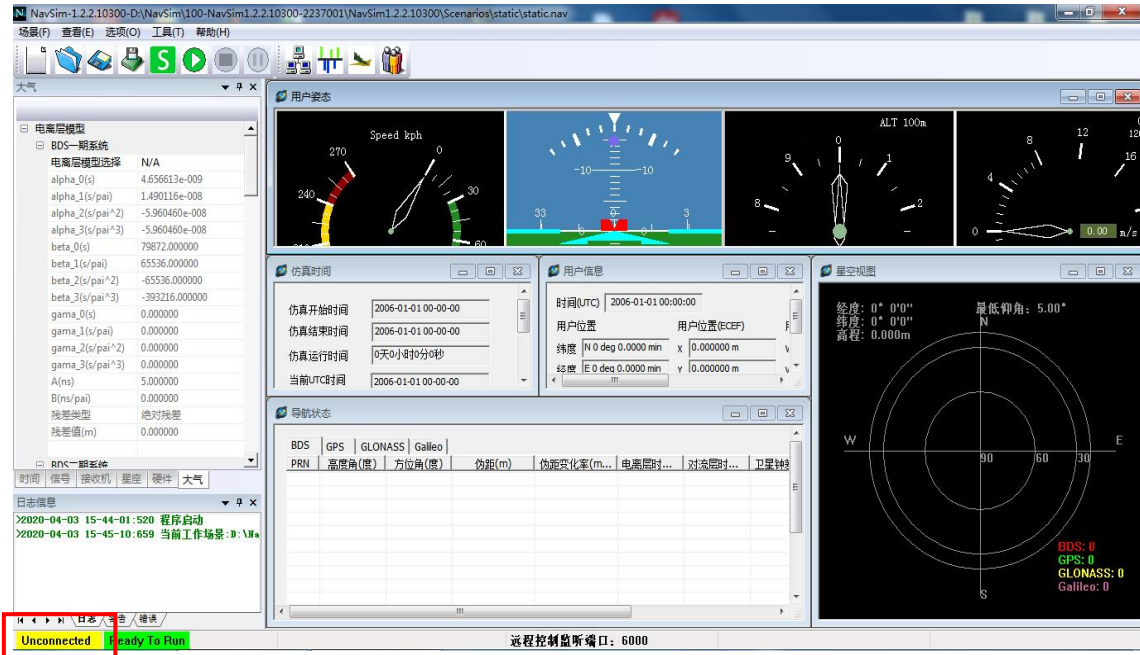 NavSim-1.2.2.10300-D:\NavSim\100-NavSim1.2.2.10300-2237001\NavSim1.2.2.10300\Scenarios\static\static.nav
场景(F) 查看(E) 选项(O) 工具(T) 帮助(H)
大气
电离层模型
BDS一期系统
电离层模型选择 N/A
alpha_0(s) 4.656613e-009
alpha_1(s/pai) 1.490116e-008
alpha_2(s/pai^2) -5.960460e-008
alpha_3(s/pai^3) -5.960460e-008
beta_0(s) 79872.000000
beta_1(s/pai) 65536.000000
beta_2(s/pai^2) -65536.000000
beta_3(s/pai^3) -393216.000000
gama_0(s) 0.000000
gama_1(s/pai) 0.000000
gama_2(s/pai^2) 0.000000
gama_3(s/pai^3) 0.000000
A(ns) 5.000000
B(ns/pai) 0.000000
残差类型 绝对残差
残差值(m) 0.000000
BDS二期系统
时间 信号 接收机 星座 硬件 大气
日志信息
>2020-04-03 15-44-01:520 程序启动
>2020-04-03 15-45-10:659 当前工作场景:D:\Na
日志 警告 错误
用户姿态
Speed kph
270 0
240 30
210 60
-10 -10
33 0 3
ALT 100m
9 0 1
8 2
8 12
4 16
0 0.00 m/s
仿真时间
仿真开始时间 2006-01-01 00-00-00
仿真结束时间 2006-01-01 00-00-00
仿真运行时间 0天0小时0分0秒
当前UTC时间 2006-01-01 00-00-00
用户信息
时间(UTC) 2006-01-01 00:00:00
用户位置 用户位置(ECEF)
纬度 N 0 deg 0.0000 min X 0.000000 m
经度 E 0 deg 0.0000 min Y 0.000000 m
导航状态
BDS GPS GLONASS Galileo
PRN 高度角(度) 方位角(度) 伪距(m) 伪距变化率(m... 电离层时... 对流层时... 卫星钟差
星空视图
经度: 0° 0'0" 最低仰角: 5.00°
纬度: 0° 0'0" N
高程: 0.000m
W E
90 60 30
BDS: 0
GPS: 0
GLONASS: 0
Galileo: 0
S
Unconnected Ready To Run 远程控制监听端口: 6000